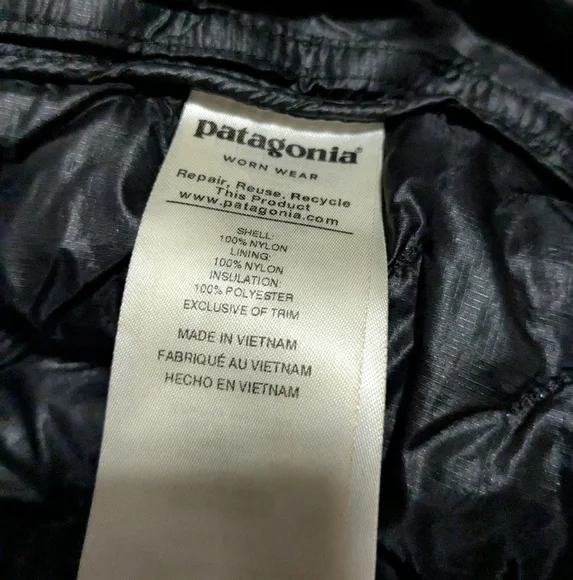 patagonia®
WORN WEAR
Repair, Reuse, Recycle
This Product
www.patagonia.com
SHELL:
100% NYLON
LINING:
100% NYLON
INSULATION:
100% POLYESTER
EXCLUSIVE OF TRIM
MADE IN VIETNAM
FABRIQUÉ AU VIETNAM
HECHO EN VIETNAM